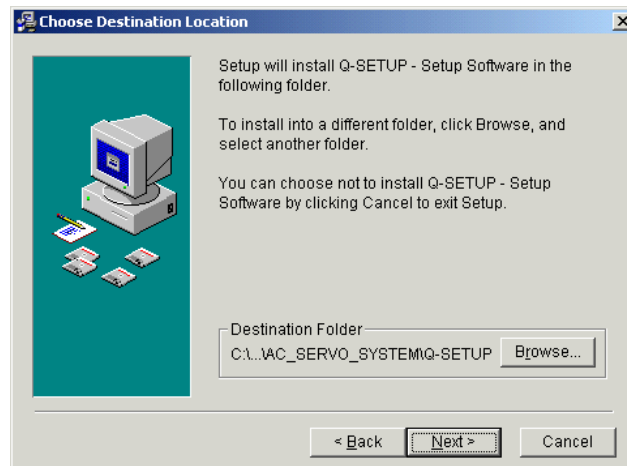 Choose Destination Location
Setup will install Q-SETUP - Setup Software in the
following folder.
To install into a different folder, click Browse, and
select another folder.
You can choose not to install Q-SETUP - Setup
Software by clicking Cancel to exit Setup.
Destination Folder
C:\...\AC_SERVO_SYSTEM\Q-SETUP
Browse...
< Back
Next >
Cancel